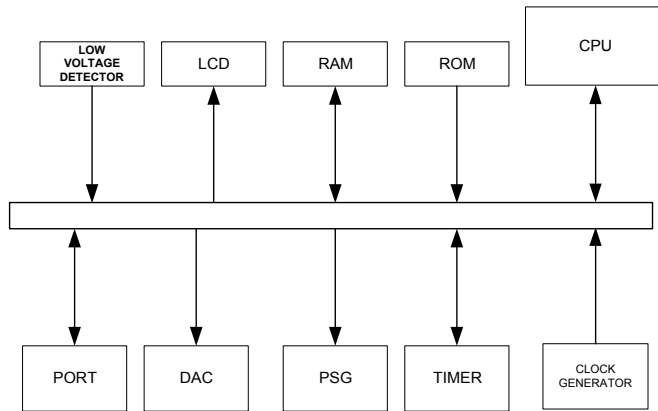 LOW
VOLTAGE
DETECTOR
LCD
RAM
ROM
CPU
PORT
DAC
PSG
TIMER
CLOCK
GENERATOR